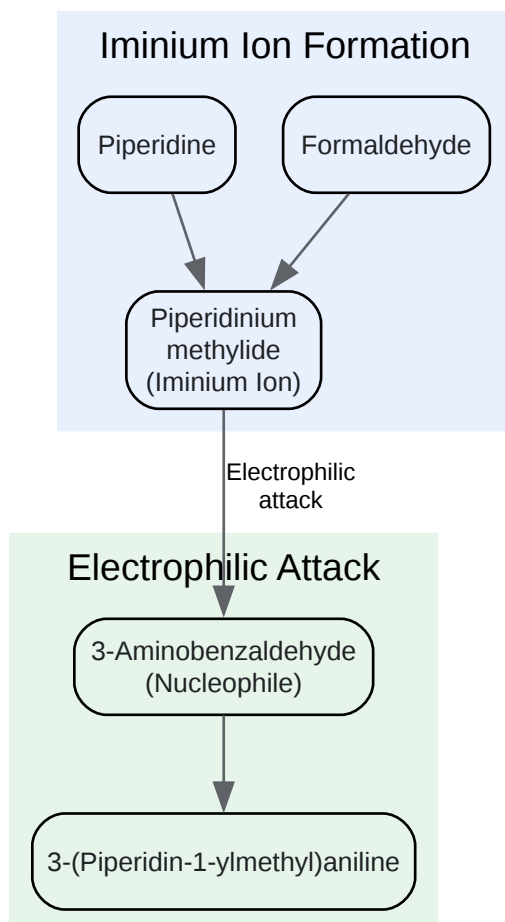 Iminium Ion Formation
Piperidine
Formaldehyde
Piperidinium
methylide
(Iminium Ion)
Electrophilic
attack
Electrophilic Attack
3-Aminobenzaldehyde
(Nucleophile)
3-(Piperidin-1-ylmethyl)aniline